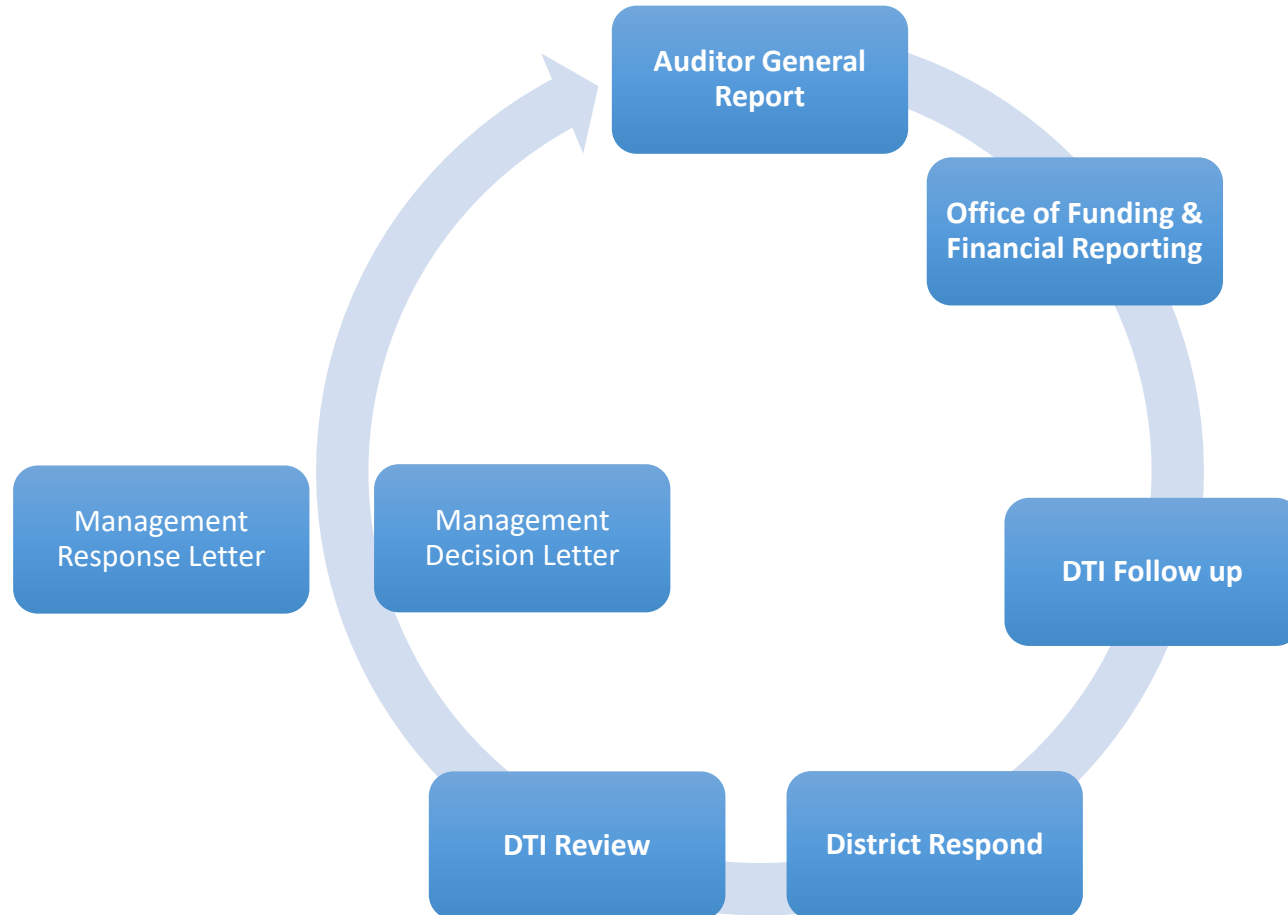 Auditor General
Report
Office of Funding &
Financial Reporting
DTI Follow up
District Respond
DTI Review
Management
Decision Letter
Management
Response Letter